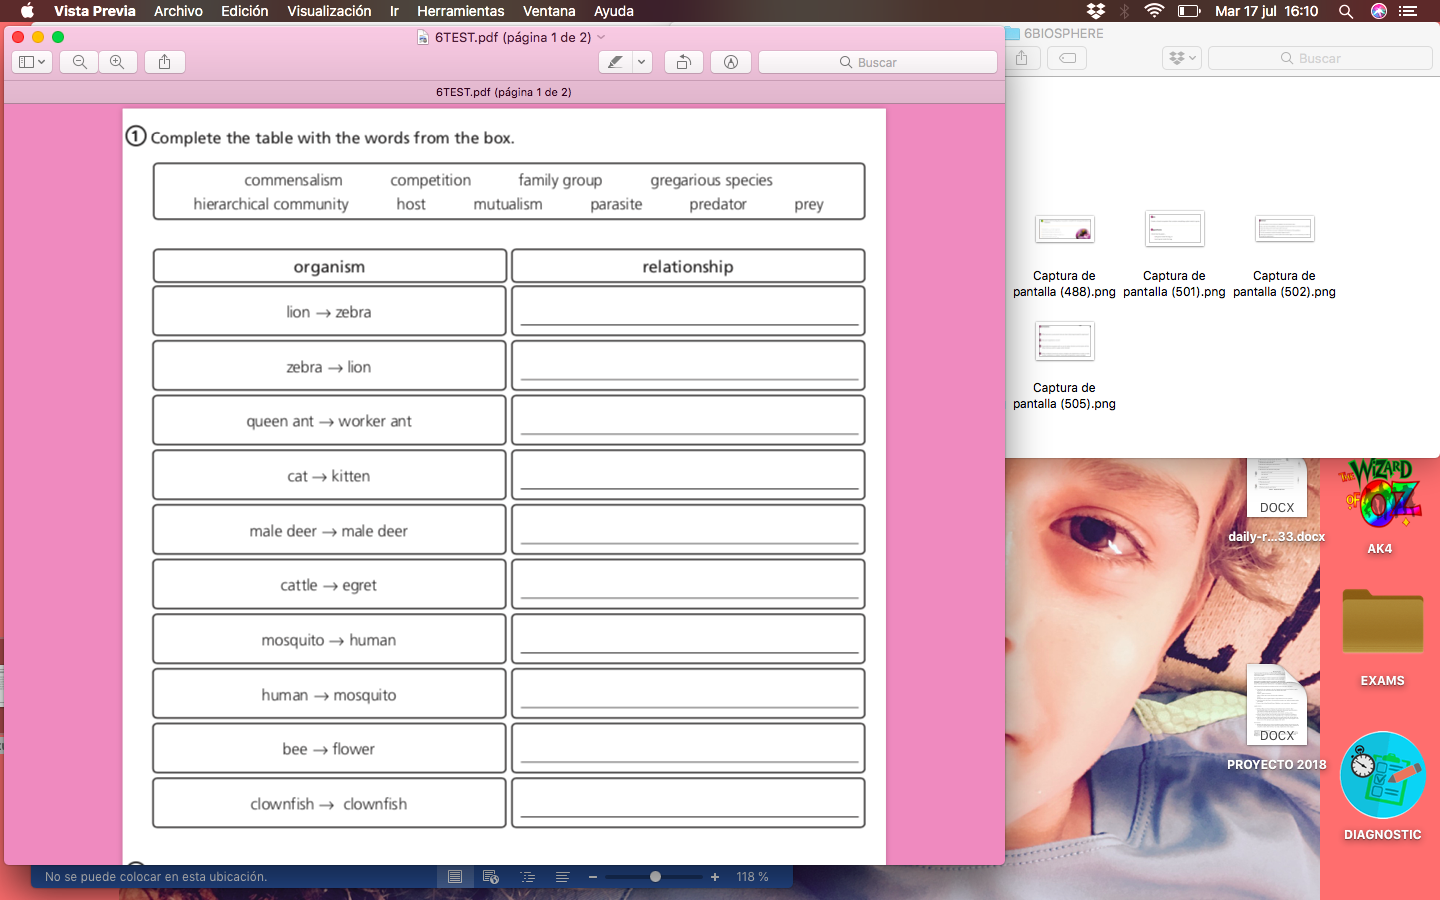 Vista Previa Archivo Edición Visualización Ir Herramientas Ventana Ayuda Mar 17 jul 16:10
6TEST.pdf (página 1 de 2)
Buscar
6TEST.pdf (página 1 de 2)
1 Complete the table with the words from the box.
commensalism competition family group gregarious species
hierarchical community host mutualism parasite predator prey
organism relationship
lion → zebra
zebra → lion
queen ant → worker ant
cat → kitten
male deer → male deer
cattle → egret
mosquito → human
human → mosquito
bee → flower
clownfish → clownfish
No se puede colocar en esta ubicación. 118 %
6BIOSPHERE
Buscar
Captura de pantalla (488).png
Captura de pantalla (501).png
Captura de pantalla (502).png
Captura de pantalla (505).png
DOCX
daily-r...33.docx
THE WIZARD OF OZ
AK4
EXAMS
DOCX
PROYECTO 2018
DIAGNOSTIC